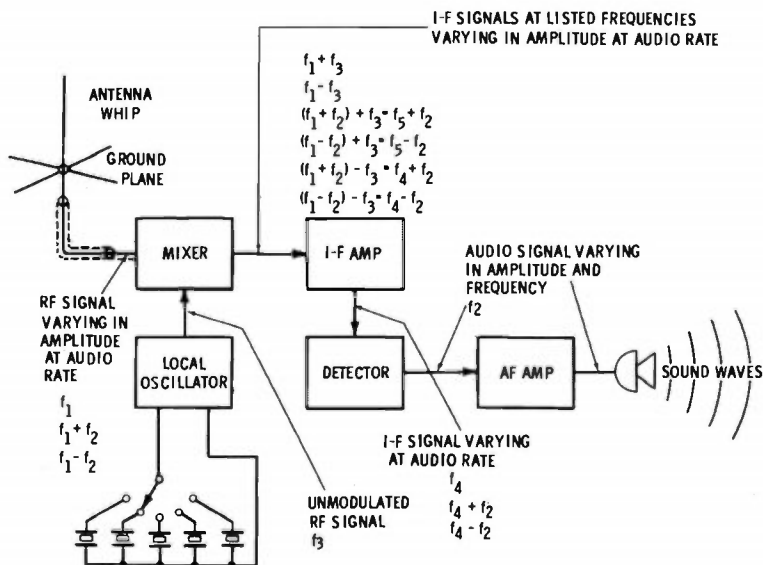 I-F SIGNALS AT LISTED FREQUENCIES
VARYING IN AMPLITUDE AT AUDIO RATE
f1 + f3
f1 - f3
(f1 + f2) + f3 = f5 + f2
(f1 - f2) + f3 = f5 - f2
(f1 + f2) - f3 = f4 + f2
(f1 - f2) - f3 = f4 - f2
ANTENNA
WHIP
GROUND
PLANE
MIXER
I-F AMP
RF SIGNAL
VARYING IN
AMPLITUDE
AT AUDIO
RATE
f1
f1 + f2
f1 - f2
LOCAL
OSCILLATOR
DETECTOR
AUDIO SIGNAL VARYING
IN AMPLITUDE AND
FREQUENCY
f2
AF AMP
SOUND WAVES
UNMODULATED
RF SIGNAL
f3
I-F SIGNAL VARYING
AT AUDIO RATE
f4
f4 + f2
f4 - f2